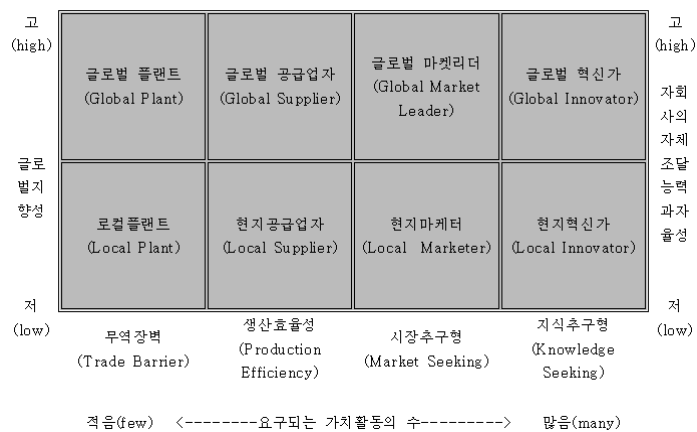 고
(high)
글로벌 플랜트
(Global Plant)
글로벌 공급업자
(Global Supplier)
글로벌 마켓리더
(Global Market
Leader)
글로벌 혁신가
(Global Innovator)
고
(high)
글로
벌지
향성
자회
사의
자체
조달
능력
과자
율성
로컬플랜트
(Local Plant)
현지공급업자
(Local Supplier)
현지마케터
(Local Marketer)
현지혁신가
(Local Innovator)
저
(low)
저
(low)
무역장벽
(Trade Barrier)
생산효율성
(Production
Efficiency)
시장추구형
(Market Seeking)
지식추구형
(Knowledge
Seeking)
적음(few) <--------요구되는 가치활동의 수---------> 많음(many)